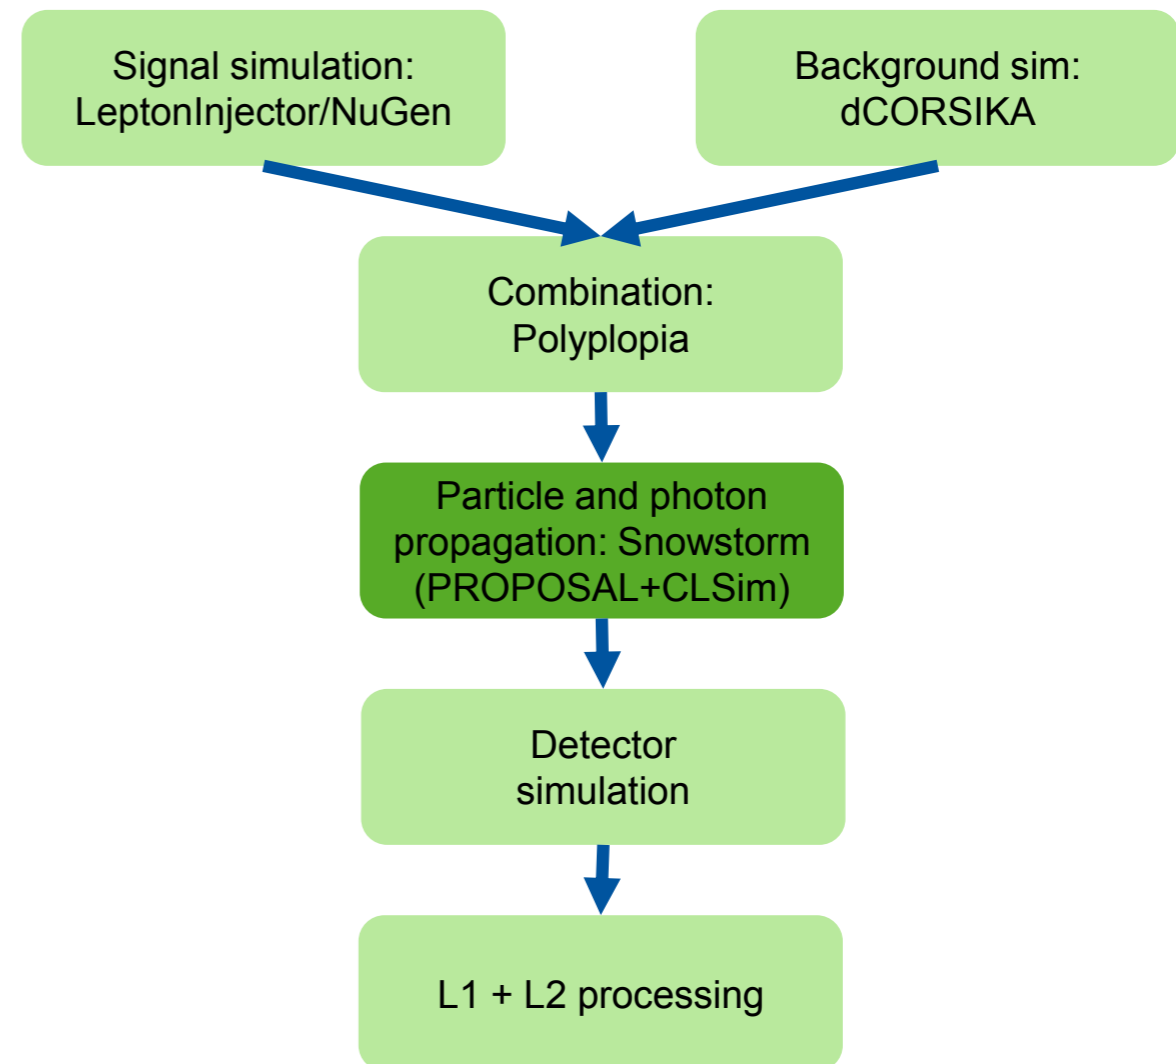 Signal simulation:
LeptonInjector/NuGen
Background sim:
dCORSIKA
Combination:
Polyplopia
Particle and photon
propagation: Snowstorm
(PROPOSAL+CLSim)
Detector
simulation
L1 + L2 processing